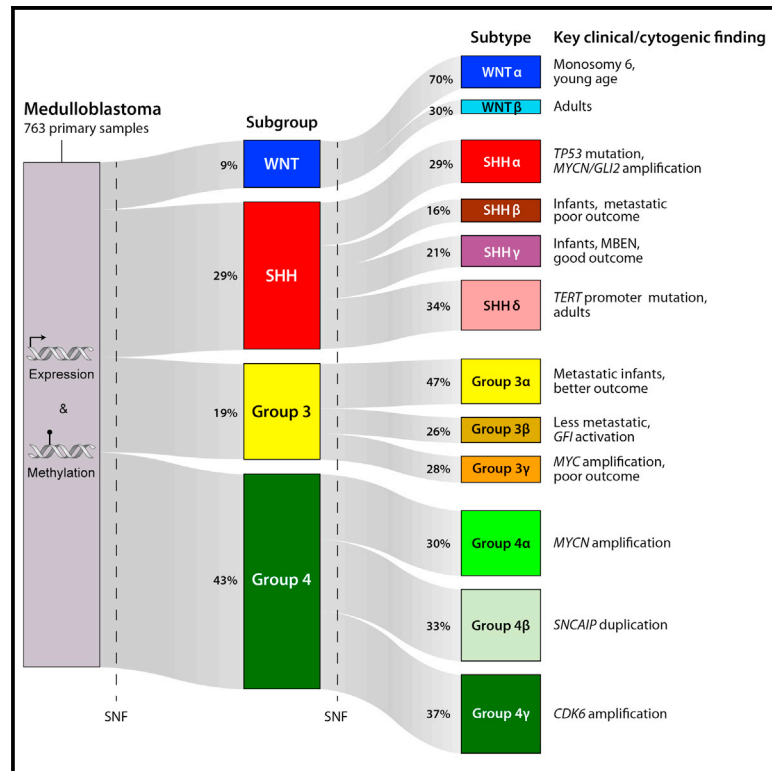 Subtype
Key clinical/cytogenic finding
Medulloblastoma
763 primary samples
Subgroup
Expression
&
Methylation
SNF
9%
WNT
29%
SHH
19%
Group 3
43%
Group 4
SNF
70%
WNT α
Monosomy 6,
young age
30%
WNT β
Adults
29%
SHH α
TP53 mutation,
MYCN/GLI2 amplification
16%
SHH β
Infants, metastatic
poor outcome
21%
SHH γ
Infants, MBEN,
good outcome
34%
SHH δ
TERT promoter mutation,
adults
47%
Group 3α
Metastatic infants,
better outcome
26%
Group 3β
Less metastatic,
GFI activation
28%
Group 3γ
MYC amplification,
poor outcome
30%
Group 4α
MYCN amplification
33%
Group 4β
SNCAIP duplication
37%
Group 4γ
CDK6 amplification